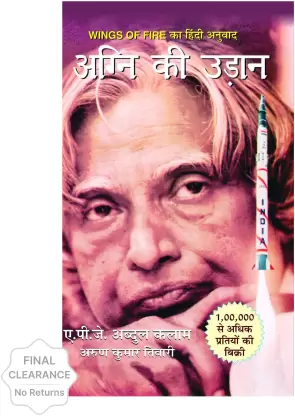 WINGS OF FIRE का हिंदी अनुवाद
अग्नि की उड़ान
INDIA
ए.पी.जे. अब्दुल कलाम
अरुण कुमार तिवारी
1,00,000
से अधिक
प्रतियों की
बिक्री
FINAL
CLEARANCE
No Returns